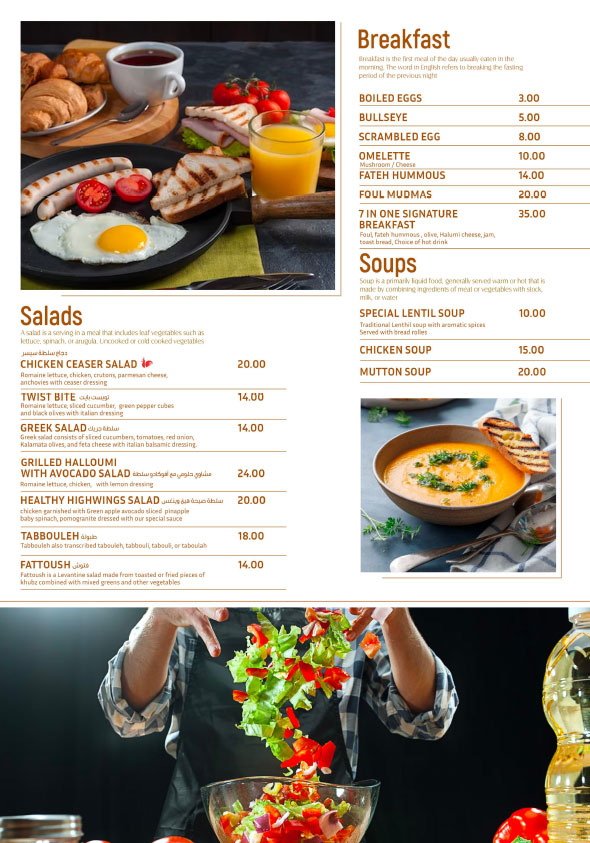 Breakfast
Breakfast is the first meal of the day usually eaten in the
morning. The word in English refers to breaking the fasting
period of the previous night
BOILED EGGS 3.00
BULLSEYE 5.00
SCRAMBLED EGG 8.00
OMELETTE 10.00
Mushroom / Cheese
FATEH HUMMOUS 14.00
FOUL MUDMAS 20.00
7 IN ONE SIGNATURE 35.00
BREAKFAST
Foul, fateh hummous , olive, Halumi cheese, jam,
toast bread, Choice of hot drink
Soups
Soup is a primarily liquid food, generally served warm or hot that is
made by combining ingredients of meat or vegetables with stock,
milk, or water
SPECIAL LENTIL SOUP 10.00
Traditional Lenthil soup with aromatic spices
Served with bread rolles
CHICKEN SOUP 15.00
MUTTON SOUP 20.00
Salads
A salad is a serving in a meal that includes leaf vegetables such as
lettuce, spinach, or arugula. Uncooked or cold cooked vegetables
دجاج سلطة سيسر
CHICKEN CEASER SALAD 20.00
Romaine lettuce, chicken, crutons, parmesan cheese,
anchovies with ceaser dressing
TWIST BITE تويست بايت 14.00
Romaine lettuce, sliced cucumber, green pepper cubes
and black olives with italian dressing
GREEK SALAD سلطة جريك 14.00
Greek salad consists of sliced cucumbers, tomatoes, red onion,
Kalamata olives, and feta cheese with italian balsamic dressing.
GRILLED HALLOUMI
WITH AVOCADO SALAD مشاوي حلومي مع أفوكادو سلطة 24.00
Romaine lettuce, chicken, with lemon dressing
HEALTHY HIGHWINGS SALAD سلطة صحية هيغ وينغس 20.00
chicken garnished with Green apple avocado sliced pinapple
baby spinach, pomogranite dressed with our special sauce
TABBOULEH طبولة 18.00
Tabbouleh also transcribed tabouleh, tabbouli, tabouli, or taboulah
FATTOUSH فتوش 14.00
Fattoush is a Levantine salad made from toasted or fried pieces of
khubz combined with mixed greens and other vegetables